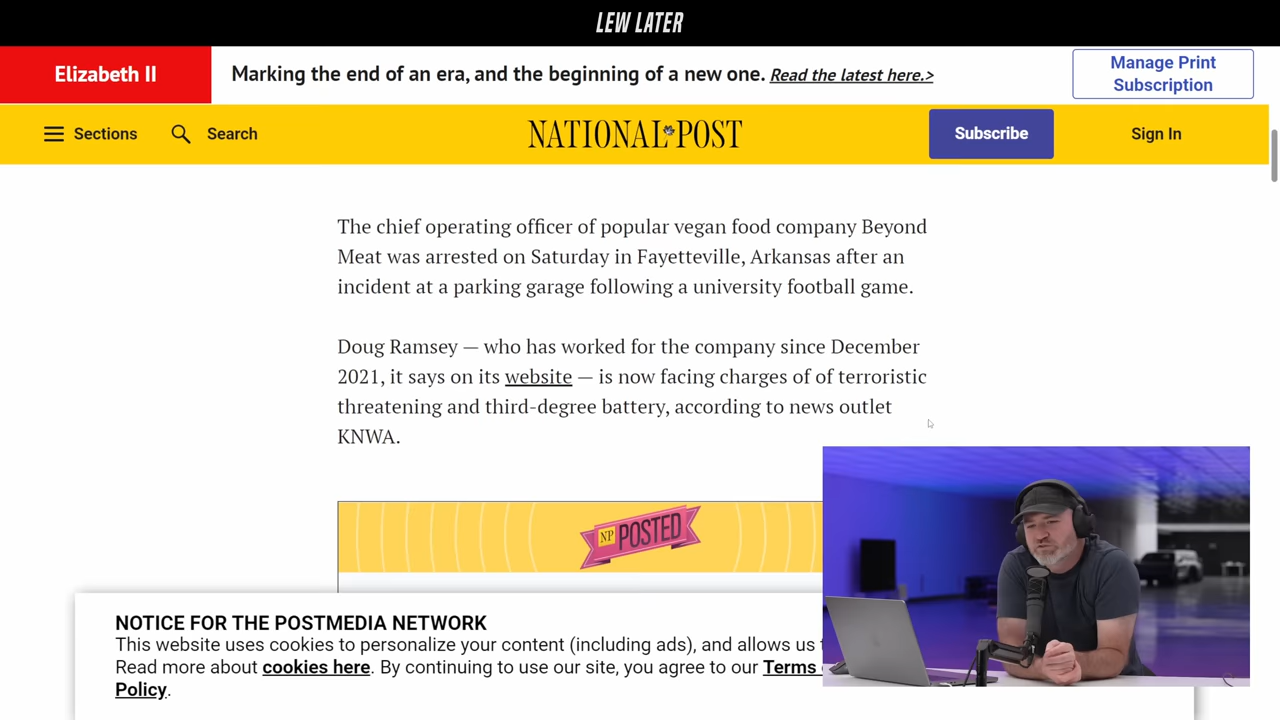 LEW LATER
Elizabeth II
Marking the end of an era, and the beginning of a new one. Read the latest here.>
Manage Print
Subscription
Sections
Search
NATIONAL POST
Subscribe
Sign In
The chief operating officer of popular vegan food company Beyond
Meat was arrested on Saturday in Fayetteville, Arkansas after an
incident at a parking garage following a university football game.
Doug Ramsey — who has worked for the company since December
2021, it says on its website — is now facing charges of of terroristic
threatening and third-degree battery, according to news outlet
KNWA.
NP POSTED
NOTICE FOR THE POSTMEDIA NETWORK
This website uses cookies to personalize your content (including ads), and allows us
Read more about cookies here. By continuing to use our site, you agree to our Terms
Policy.